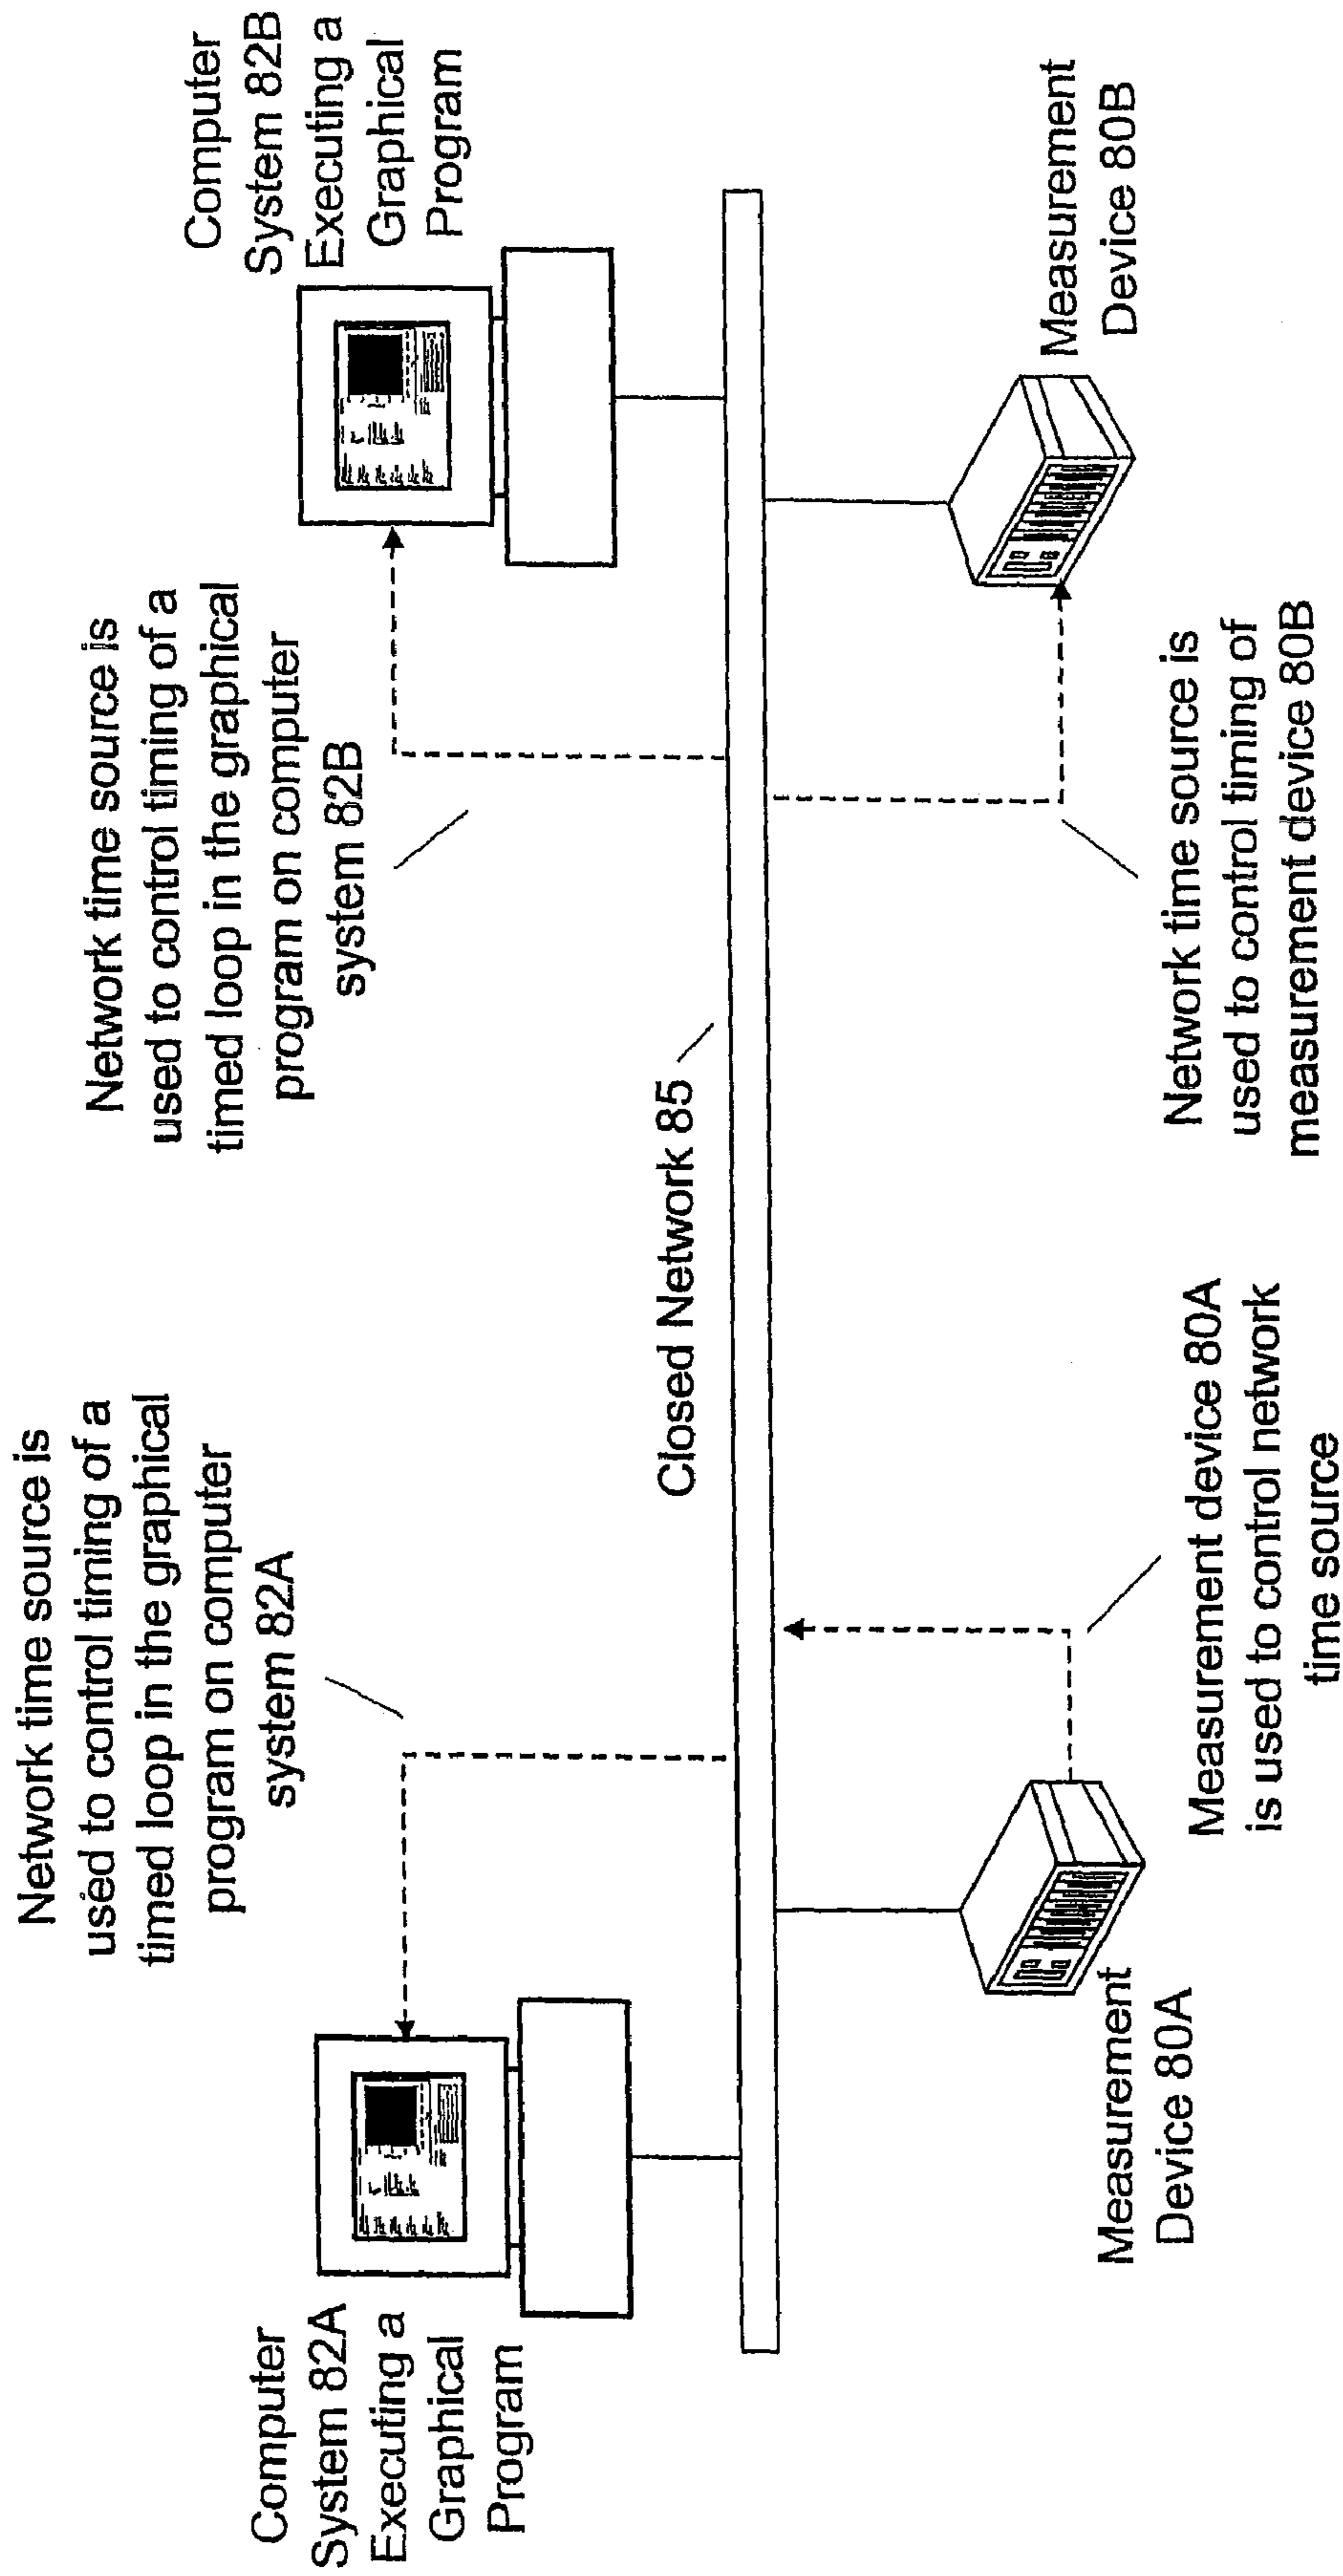 Network time source is
used to control timing of a
timed loop in the graphical
program on computer
system 82A
Network time source is
used to control timing of a
timed loop in the graphical
program on computer
system 82B
Computer
System 82A
Executing a
Graphical
Program
Computer
System 82B
Executing a
Graphical
Program
Closed Network 85
Measurement
Device 80A
Measurement device 80A
is used to control network
time source
Network time source is
used to control timing of
measurement device 80B
Measurement
Device 80B